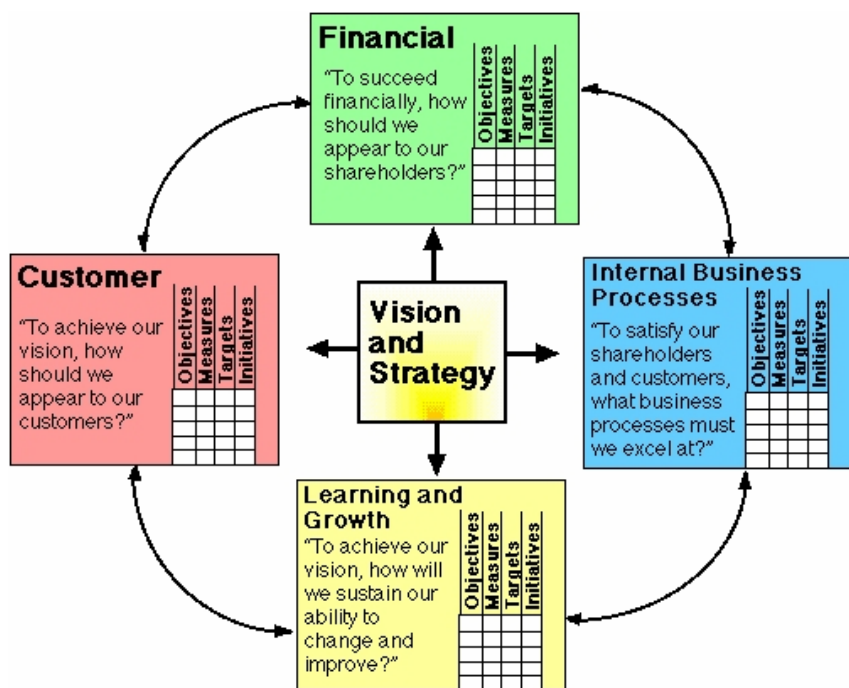 Financial
"To succeed
financially, how
should we
appear to our
shareholders?"
Objectives
Measures
Targets
Initiatives
Customer
"To achieve our
vision, how
should we
appear to our
customers?"
Objectives
Measures
Targets
Initiatives
Vision
and
Strategy
Internal Business
Processes
"To satisfy our
shareholders
and customers,
what business
processes must
we excel at?"
Objectives
Measures
Targets
Initiatives
Learning and
Growth
"To achieve our
vision, how will
we sustain our
ability to
change and
improve?"
Objectives
Measures
Targets
Initiatives